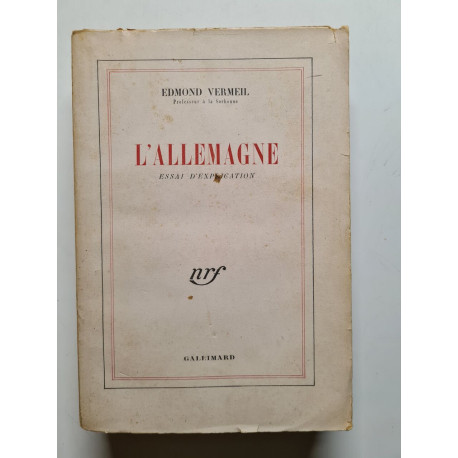 EDMOND VERMEIL
Professeur à la Sorbonne
L'ALLEMAGNE
ESSAI D'EXPLICATION
nrf
GALLIMARD